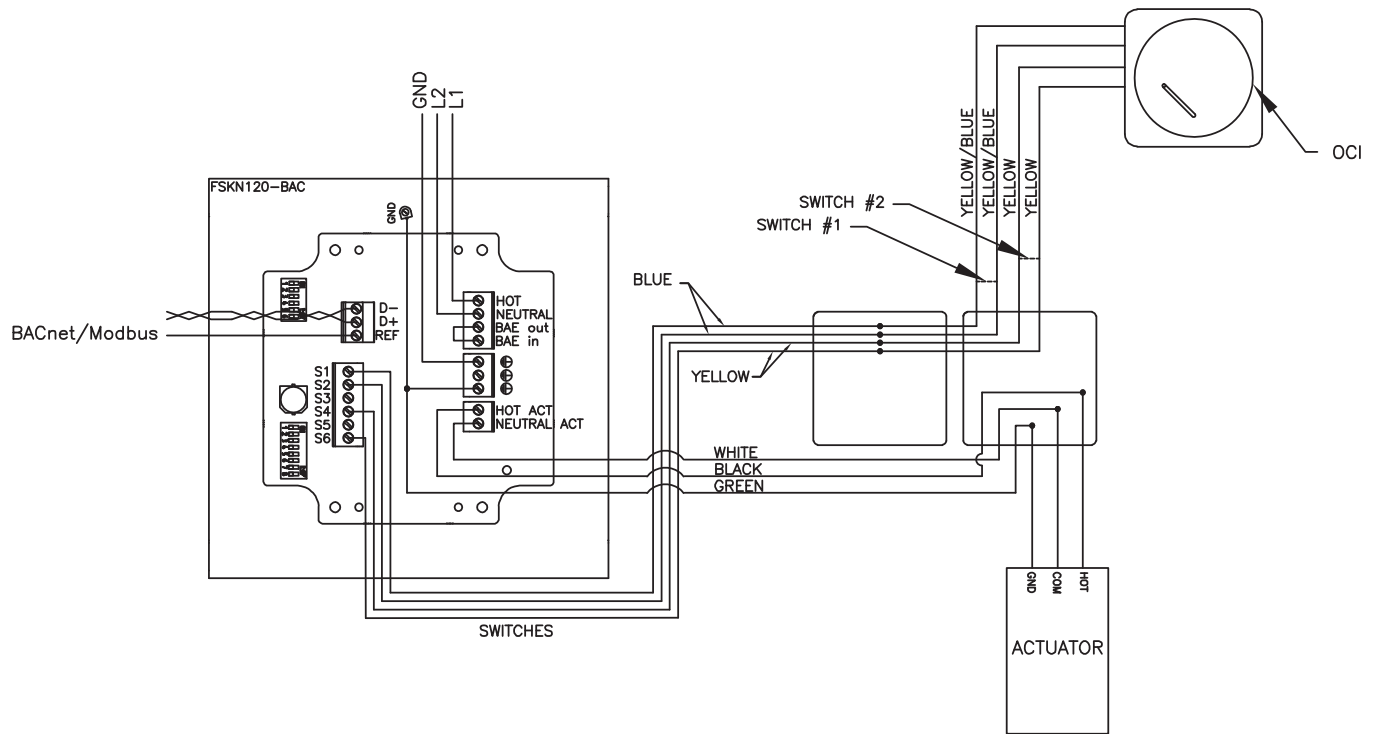 GND
L2
L1
FSKN120-BAC
GND
D-
D+
REF
BACnet/Modbus
HOT
NEUTRAL
BAE out
BAE in
S1
S2
S3
S4
S5
S6
HOT ACT
NEUTRAL ACT
WHITE
BLACK
GREEN
SWITCHES
BLUE
YELLOW
SWITCH #2
SWITCH #1
YELLOW/BLUE
YELLOW/BLUE
YELLOW
YELLOW
OCI
GND
COM
HOT
ACTUATOR